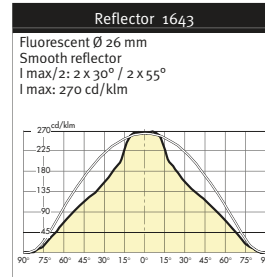 Reflector 1643
Fluorescent Ø 26 mm
Smooth reflector
I max/2: 2 x 30° / 2 x 55°
I max: 270 cd/klm
270 cd/klm
225
180
135
90
45
90° 75° 60° 45° 30° 15° 0° 15° 30° 45° 60° 75° 9